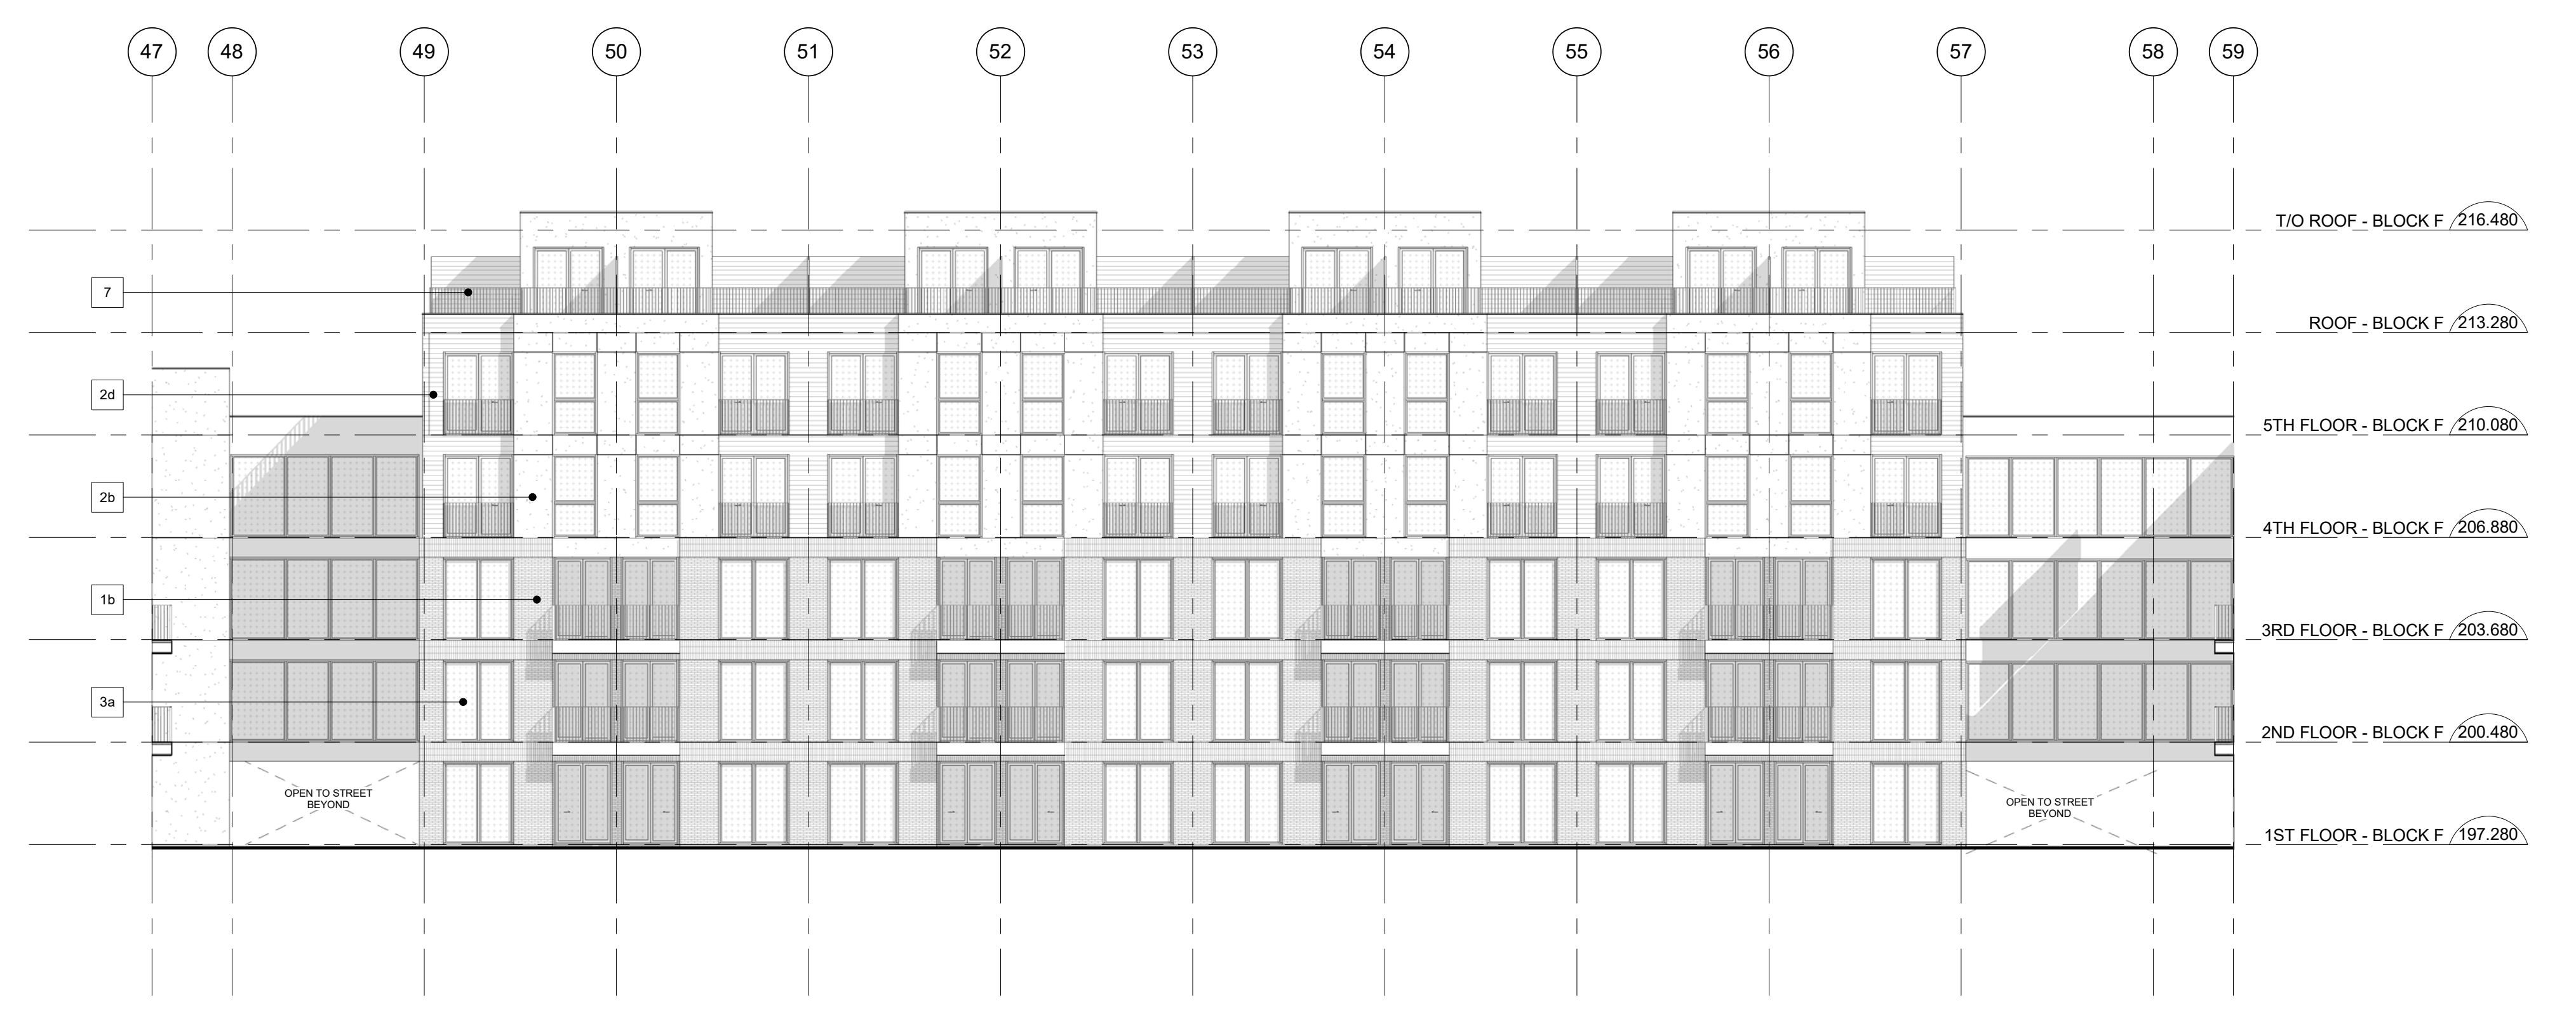 47 48 49 50 51 52 53 54 55 56 57 58 59
T/O ROOF - BLOCK F 216.480
7
ROOF - BLOCK F 213.280
2d
5TH FLOOR - BLOCK F 210.080
2b
4TH FLOOR - BLOCK F 206.880
1b
3RD FLOOR - BLOCK F 203.680
3a
2ND FLOOR - BLOCK F 200.480
OPEN TO STREET
BEYOND
OPEN TO STREET
BEYOND
1ST FLOOR - BLOCK F 197.280